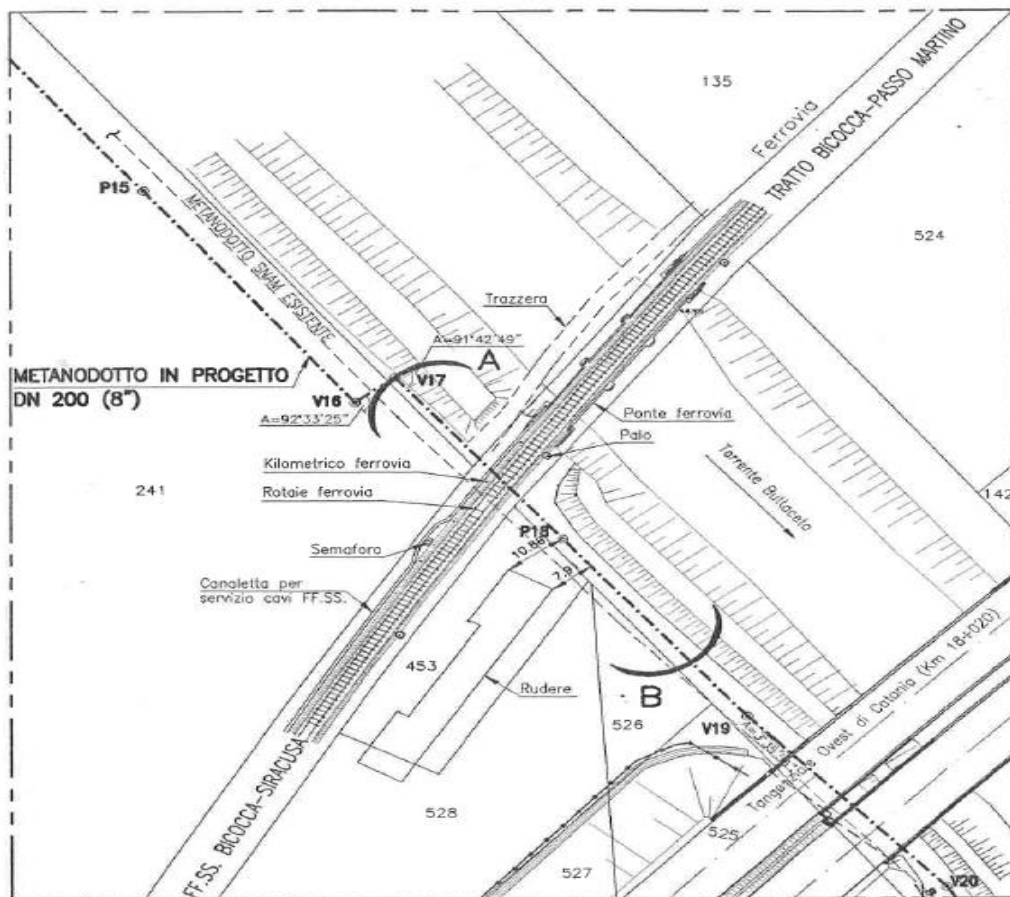 135
Ferrovia
TRATTO BICOCCA-PASSO MARTINO
P15
METANODOTTO SNAM ESISTENTE
524
Trazzera
A=91°42'49"
A
V17
METANODOTTO IN PROGETTO
DN 200 (8")
V16
A=92°33'25"
Ponte ferrovia
Palo
Kilometrico ferrovia
Rotaie ferrovia
241
Torrente Buttaceto
142
P18
10.88
7.9
Semaforo
Canaletta per
servizio cavi FF.SS.
453
Rudere
B
526
V19
Tangenziale Ovest di Catania (Km 18+020)
528
525
527
FF.SS. BICOCCA-SIRACUSA
V20